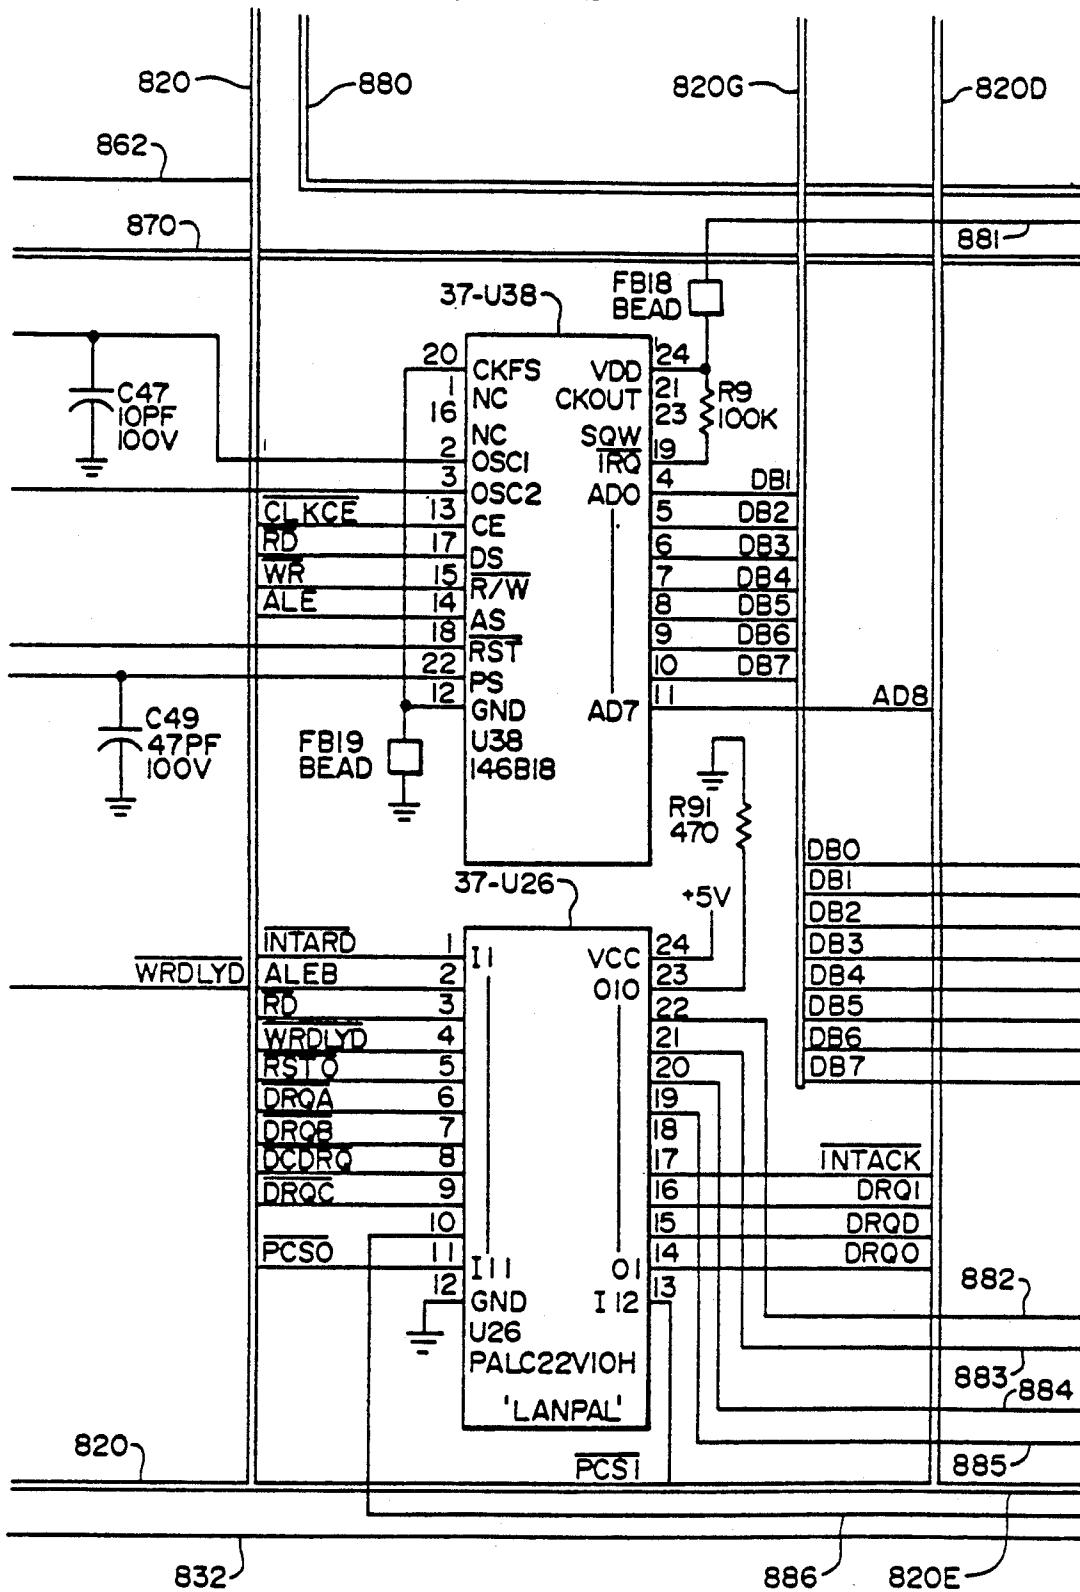 820
880
820G
820D
862
870
881
FB18
BEAD
37-U38
20
CKFS
1
NC
16
NC
2
OSC1
3
OSC2
13
CE
17
DS
15
R/W
14
AS
18
RST
22
PS
12
GND
U38
146B18
24
VDD
21
CKOUT
23
SQW
19
IRQ
4
AD0
5
6
7
8
9
10
11
AD7
R9
100K
C47
10PF
100V
CLKCE
RD
WR
ALE
C49
47PF
100V
FB19
BEAD
DB1
DB2
DB3
DB4
DB5
DB6
DB7
AD8
R91
470
+5V
37-U26
DB0
DB1
DB2
DB3
DB4
DB5
DB6
DB7
WRDLYD
INTARD
ALEB
RD
WRDLYD
RST0
DRQA
DRQB
DCDRQ
DRQC
PCS0
1
I1
2
3
4
5
6
7
8
9
10
11
I11
12
GND
U26
PALC22V10H
'LANPAL'
24
VCC
23
O10
22
21
20
19
18
17
16
15
14
O1
13
I12
INTACK
DRQ1
DRQD
DRQ0
882
883
884
885
820
PCS1
832
886
820E